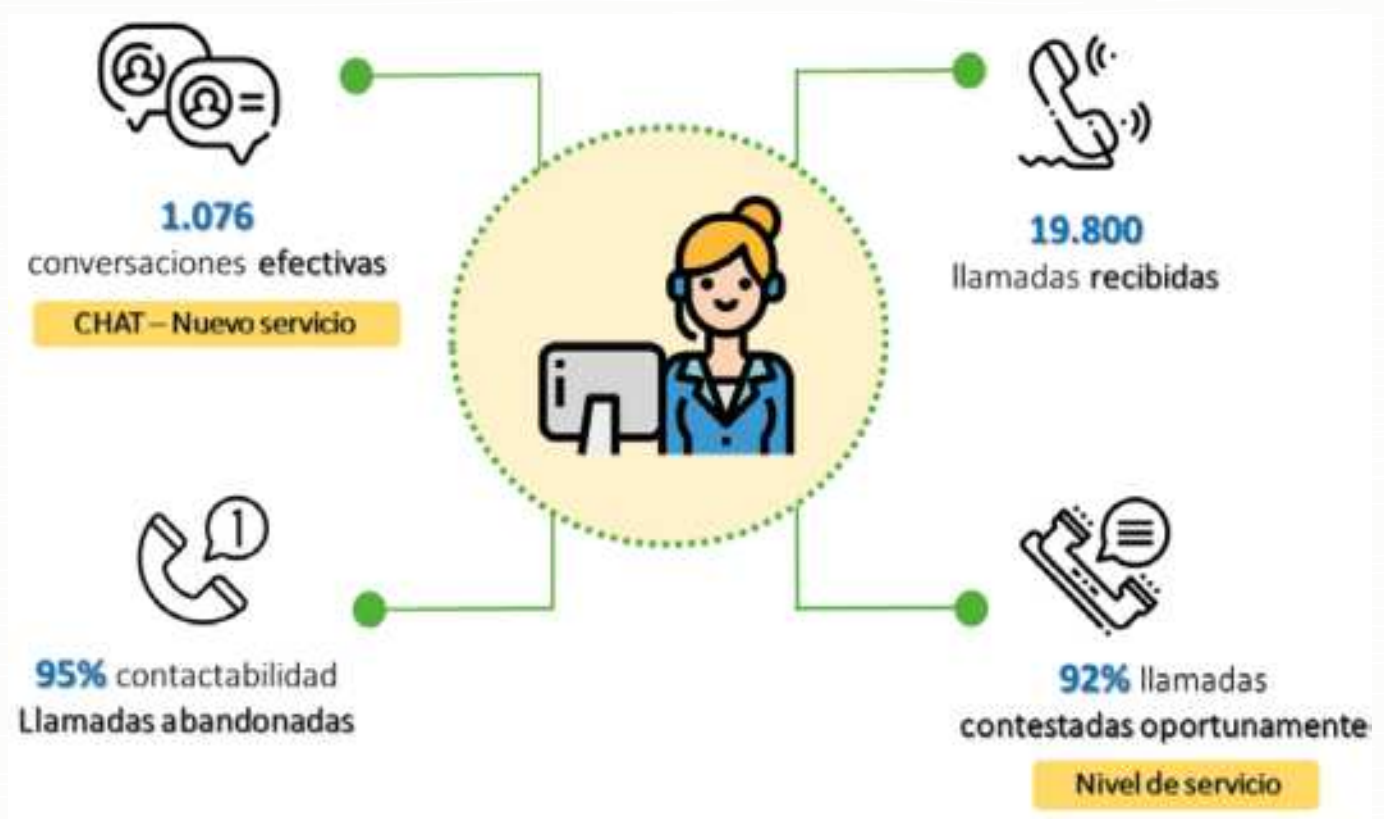 1.076
conversaciones efectivas
CHAT – Nuevo servicio
19.800
llamadas recibidas
95% contactabilidad
Llamadas abandonadas
92% llamadas
contestadas oportunamente
Nivel de servicio